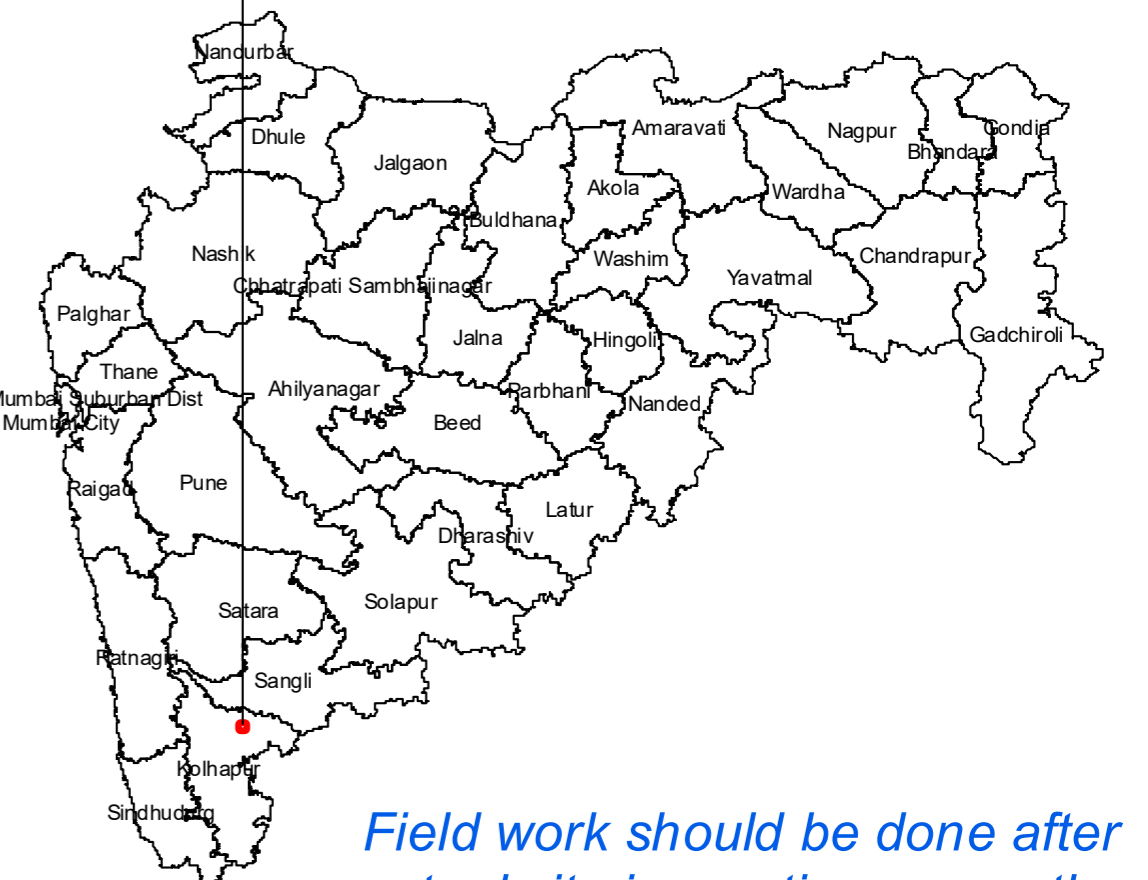 Nandurbar
Dhule
Jalgaon
Amaravati
Nagpur
Gondia
Bhandara
Akola
Wardha
Buldhana
Nashik
Washim
Chandrapur
Yavatmal
Chhatrapati Sambhajinagar
Palghar
Jalna
Hingoli
Gadchiroli
Thane
Ahilyanagar
Parbhani
Mumbai Suburban Dist
Nanded
Mumbai City
Beed
Pune
Raigad
Latur
Dharashiv
Solapur
Satara
Ratnagiri
Sangli
Kolhapur
Sindhudurg
Field work should be done after